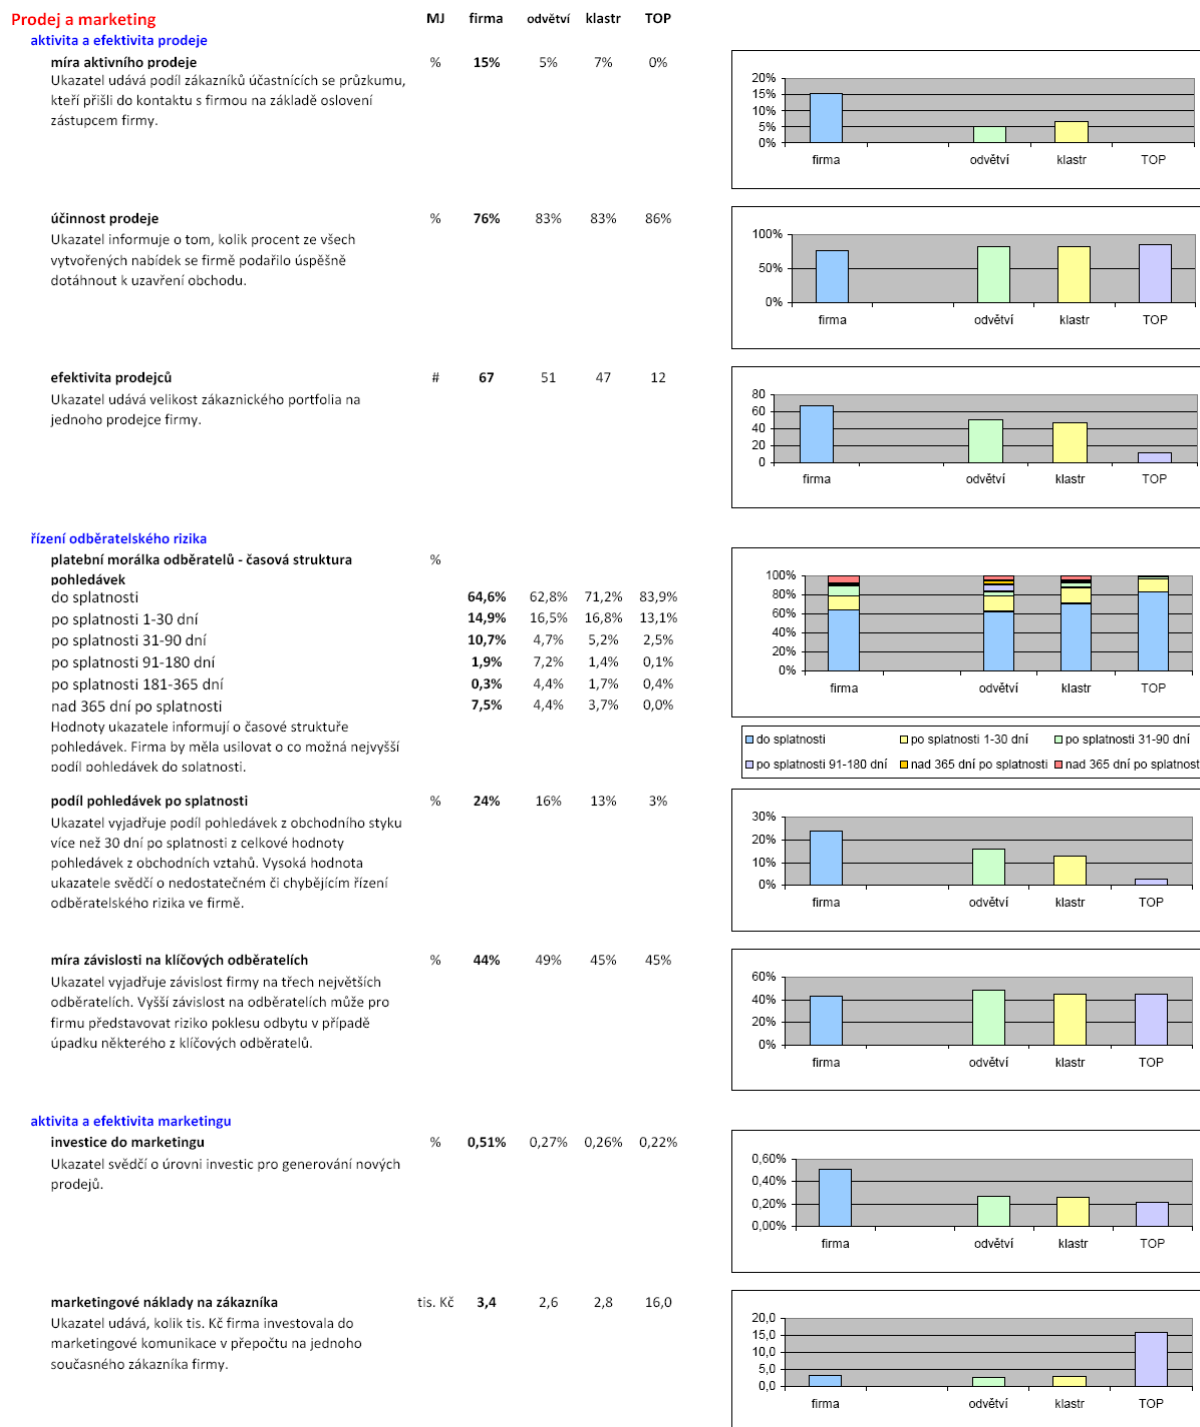 Prodej a marketing MJ firma odvětví klastr TOP
aktivita a efektivita prodeje
míra aktivního prodeje % 15% 5% 7% 0%
Ukazatel udává podíl zákazníků účastnících se průzkumu,
kteří přišli do kontaktu s firmou na základě oslovení
zástupcem firmy.
20%
15%
10%
5%
0%
firma odvětví klastr TOP
účinnost prodeje % 76% 83% 83% 86%
Ukazatel informuje o tom, kolik procent ze všech
vytvořených nabídek se firmě podařilo úspěšně
dotáhnout k uzavření obchodu.
100%
50%
0%
firma odvětví klastr TOP
efektivita prodejců # 67 51 47 12
Ukazatel udává velikost zákaznického portfolia na
jednoho prodejce firmy.
80
60
40
20
0
firma odvětví klastr TOP
řízení odběratelského rizika
platební morálka odběratelů - časová struktura %
pohledávek
do splatnosti 64,6% 62,8% 71,2% 83,9%
po splatnosti 1-30 dní 14,9% 16,5% 16,8% 13,1%
po splatnosti 31-90 dní 10,7% 4,7% 5,2% 2,5%
po splatnosti 91-180 dní 1,9% 7,2% 1,4% 0,1%
po splatnosti 181-365 dní 0,3% 4,4% 1,7% 0,4%
nad 365 dní po splatnosti 7,5% 4,4% 3,7% 0,0%
Hodnoty ukazatele informují o časové struktuře
pohledávek. Firma by měla usilovat o co možná nejvyšší
podíl pohledávek do splatnosti.
100%
80%
60%
40%
20%
0%
firma odvětví klastr TOP
do splatnosti po splatnosti 1-30 dní po splatnosti 31-90 dní
po splatnosti 91-180 dní nad 365 dní po splatnosti nad 365 dní po splatnost
podíl pohledávek po splatnosti % 24% 16% 13% 3%
Ukazatel vyjadřuje podíl pohledávek z obchodního styku
více než 30 dní po splatnosti z celkové hodnoty
pohledávek z obchodních vztahů. Vysoká hodnota
ukazatele svědčí o nedostatečném či chybějícím řízení
odběratelského rizika ve firmě.
30%
20%
10%
0%
firma odvětví klastr TOP
míra závislosti na klíčových odběratelích % 44% 49% 45% 45%
Ukazatel vyjadřuje závislost firmy na třech největších
odběratelích. Vyšší závislost na odběratelích může pro
firmu představovat riziko poklesu odbytu v případě
úpadku některého z klíčových odběratelů.
60%
40%
20%
0%
firma odvětví klastr TOP
aktivita a efektivita marketingu
investice do marketingu % 0,51% 0,27% 0,26% 0,22%
Ukazatel svědčí o úrovni investic pro generování nových
prodejů.
0,60%
0,40%
0,20%
0,00%
firma odvětví klastr TOP
marketingové náklady na zákazníka tis. Kč 3,4 2,6 2,8 16,0
Ukazatel udává, kolik tis. Kč firma investovala do
marketingové komunikace v přepočtu na jednoho
současného zákazníka firmy.
20,0
15,0
10,0
5,0
0,0
firma odvětví klastr TOP